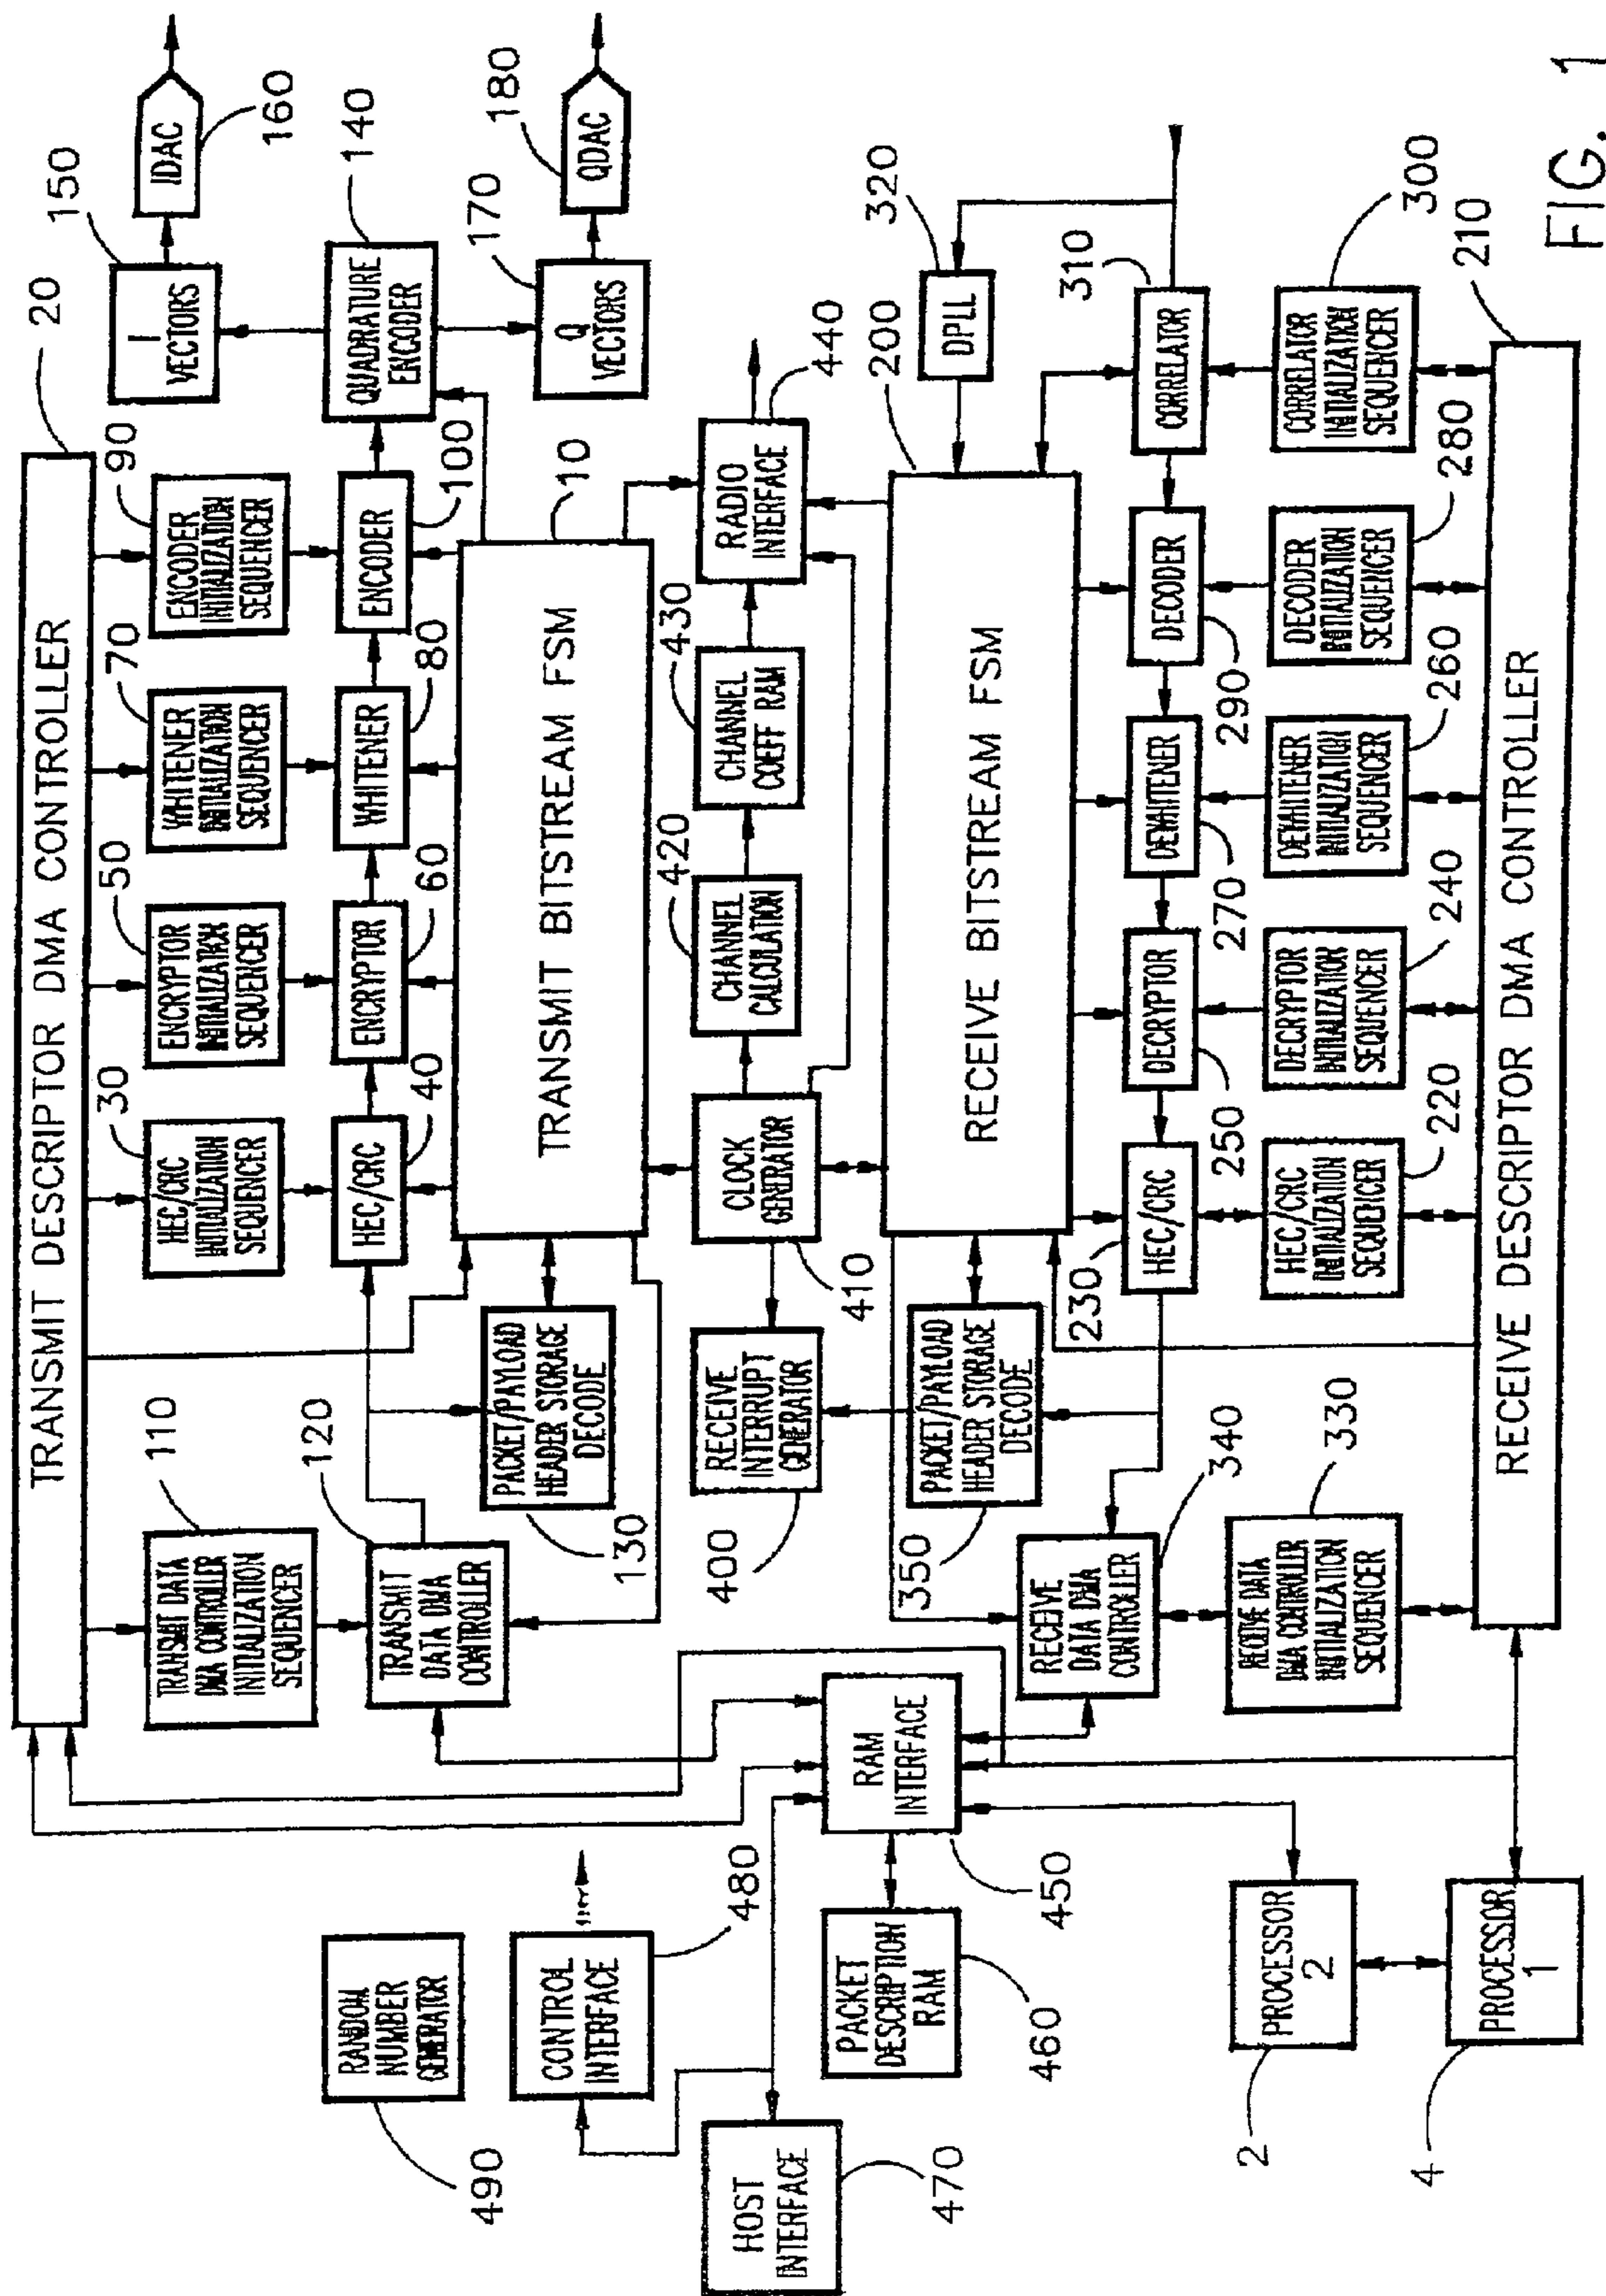 TRANSMIT DESCRIPTOR DMA CONTROLLER
20
110
TRANSMIT DATA
DMA CONTROLLER
INITIALIZATION
SEQUENCER
30
HEC/CRC
INITIALIZATION
SEQUENCER
50
ENCRYPTOR
INITIALIZATION
SEQUENCER
70
WHITENER
INITIALIZATION
SEQUENCER
90
ENCODER
INITIALIZATION
SEQUENCER
150
I
VECTORS
IDAC
160
490
RANDOM
NUMBER
GENERATOR
120
TRANSMIT
DATA DMA
CONTROLLER
HEC/CRC
40
ENCRYPTOR
60
WHITENER
80
ENCODER
100
QUADRATURE
ENCODER
140
CONTROL
INTERFACE
480
PACKET/PAYLOAD
HEADER STORAGE
DECODE
130
TRANSMIT BITSTREAM FSM
10
170
Q
VECTORS
QDAC
180
HOST
INTERFACE
470
RECEIVE
INTERRUPT
GENERATOR
400
CLOCK
GENERATOR
410
420
CHANNEL
CALCULATION
430
CHANNEL
COEFF RAM
RADIO
INTERFACE
440
PACKET
DESCRIPTION
RAM
460
RAM
INTERFACE
450
PACKET/PAYLOAD
HEADER STORAGE
DECODE
350
RECEIVE BITSTREAM FSM
200
DPLL
320
RECEIVE
DATA DMA
CONTROLLER
340
230
HEC/CRC
DECRYPTOR
250
DEWHITENER
270
DECODER
290
CORRELATOR
310
PROCESSOR
2
2
RECEIVE DATA
DMA CONTROLLER
INITIALIZATION
SEQUENCER
330
HEC/CRC
INITIALIZATION
SEQUENCER
220
DECRYPTOR
INITIALIZATION
SEQUENCER
240
DEWHITENER
INITIALIZATION
SEQUENCER
260
DECODER
INITIALIZATION
SEQUENCER
280
CORRELATOR
INITIALIZATION
SEQUENCER
300
PROCESSOR
1
4
RECEIVE DESCRIPTOR DMA CONTROLLER
210
FIG. 1